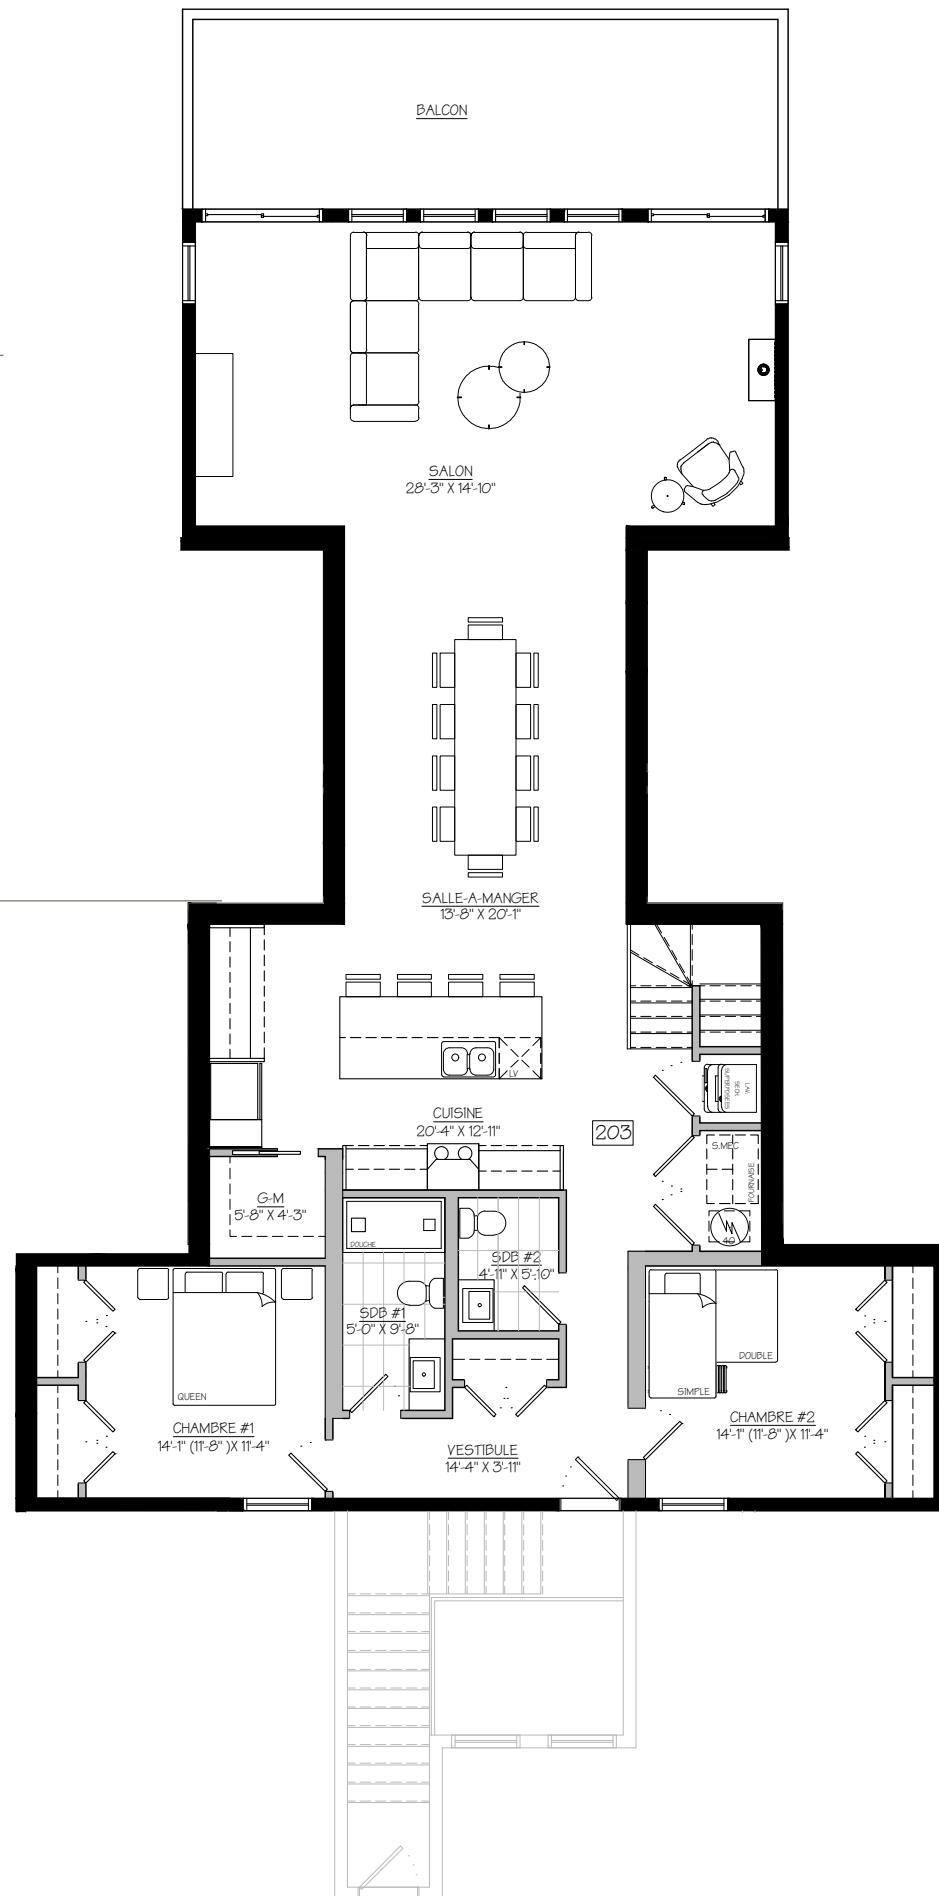 BALCON
SALON
28'-3" X 14'-10"
SALLE-A-MANGER
13'-8" X 20'-1"
LV
CUISINE
20'-4" X 12'-11"
203
LAV.
SECH.
SUPERPOSEES
S.MEC
FOURNAISE
40
G-M
5'-8" X 4'-3"
DOUCHE
SDB #2
4'-11" X 5'-10"
SDB #1
5'-0" X 9'-8"
QUEEN
CHAMBRE #1
14'-1" (11'-8" )X 11'-4"
VESTIBULE
14'-4" X 3'-11"
DOUBLE
SIMPLE
CHAMBRE #2
14'-1" (11'-8" )X 11'-4"